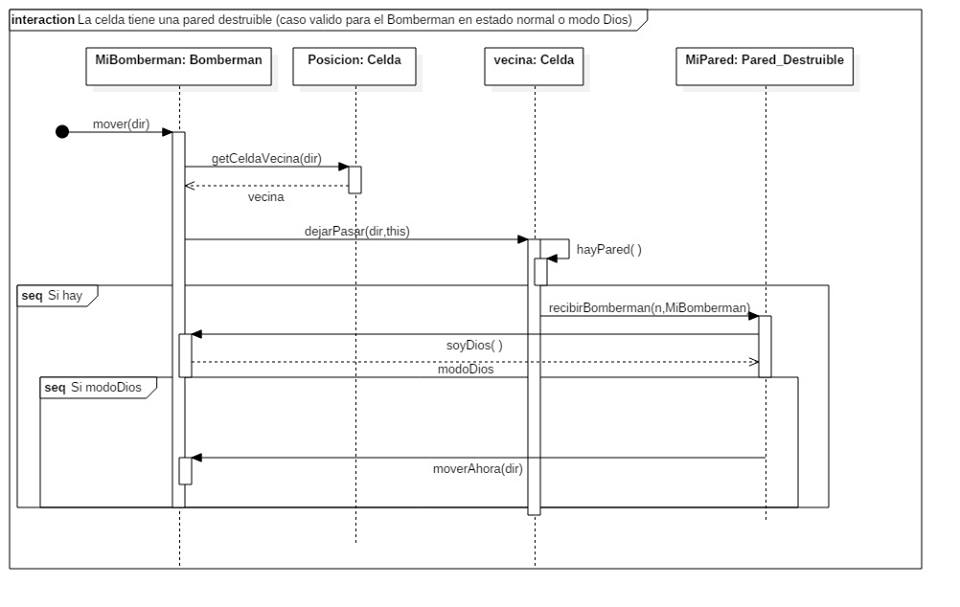 interaction La celda tiene una pared destruible (caso valido para el Bomberman en estado normal o modo Dios)
MiBomberman: Bomberman
Posicion: Celda
vecina: Celda
MiPared: Pared_Destruible
mover(dir)
getCeldaVecina(dir)
vecina
dejarPasar(dir,this)
hayPared( )
seq Si hay
recibirBomberman(n,MiBomberman)
soyDios( )
modoDios
seq Si modoDios
moverAhora(dir)